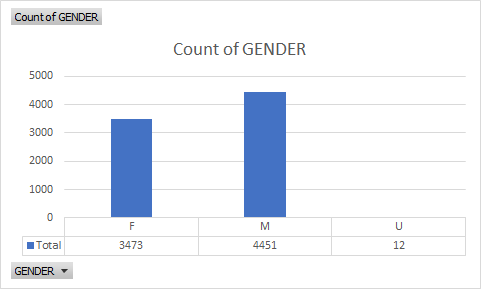 Count of GENDER
Count of GENDER
5000
4000
3000
2000
1000
0
F M U
Total 3473 4451 12
GENDER